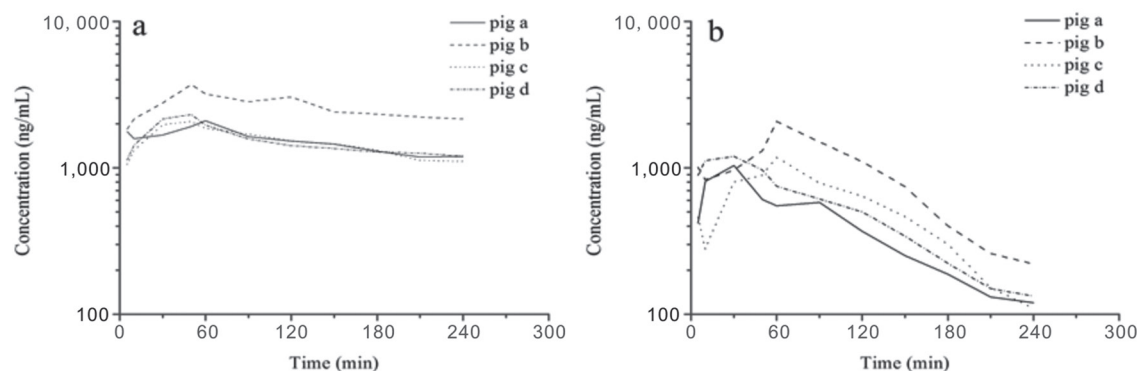 a
10, 000
1,000
100
Concentration (ng/mL)
0 60 120 180 240 300
Time (min)
pig a
pig b
pig c
pig d
b
10,000
1,000
100
Concentration (ng/mL)
0 60 120 180 240 300
Time (min)
pig a
pig b
pig c
pig d